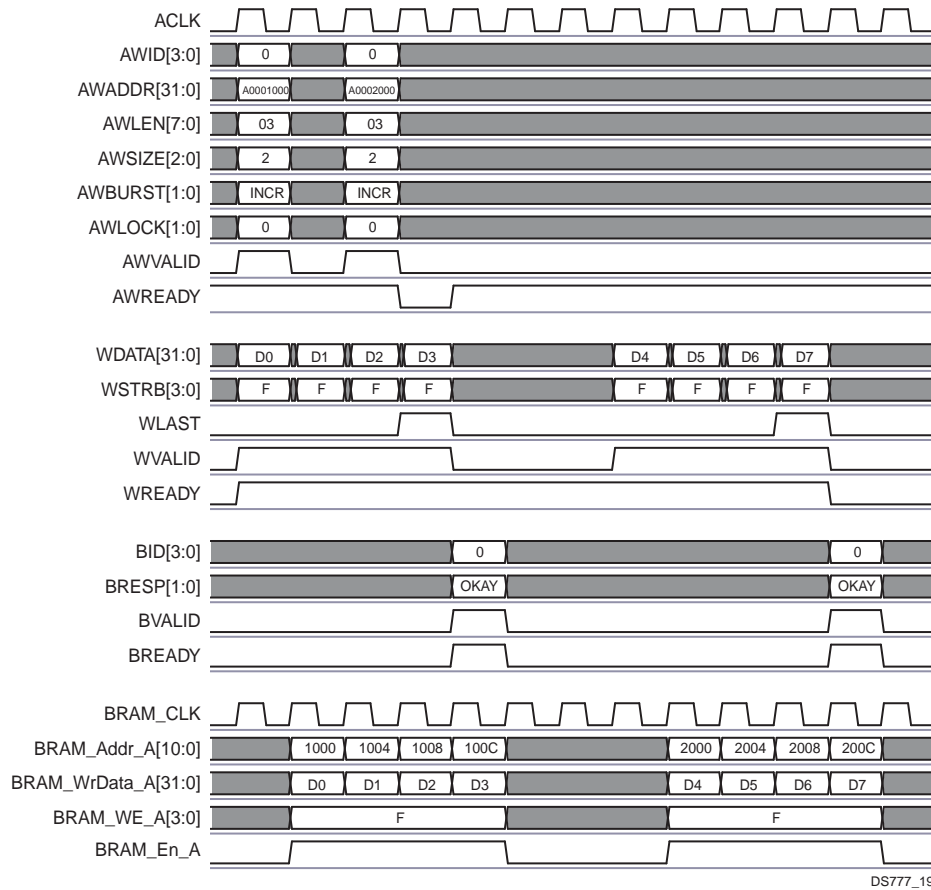 ACLK
AWID[3:0] 0 0
AWADDR[31:0] A0001000 A0002000
AWLEN[7:0] 03 03
AWSIZE[2:0] 2 2
AWBURST[1:0] INCR INCR
AWLOCK[1:0] 0 0
AWVALID
AWREADY
WDATA[31:0] D0 D1 D2 D3 D4 D5 D6 D7
WSTRB[3:0] F F F F F F F F
WLAST
WVALID
WREADY
BID[3:0] 0 0
BRESP[1:0] OKAY OKAY
BVALID
BREADY
BRAM_CLK
BRAM_Addr_A[10:0] 1000 1004 1008 100C 2000 2004 2008 200C
BRAM_WrData_A[31:0] D0 D1 D2 D3 D4 D5 D6 D7
BRAM_WE_A[3:0] F F
BRAM_En_A
DS777_19